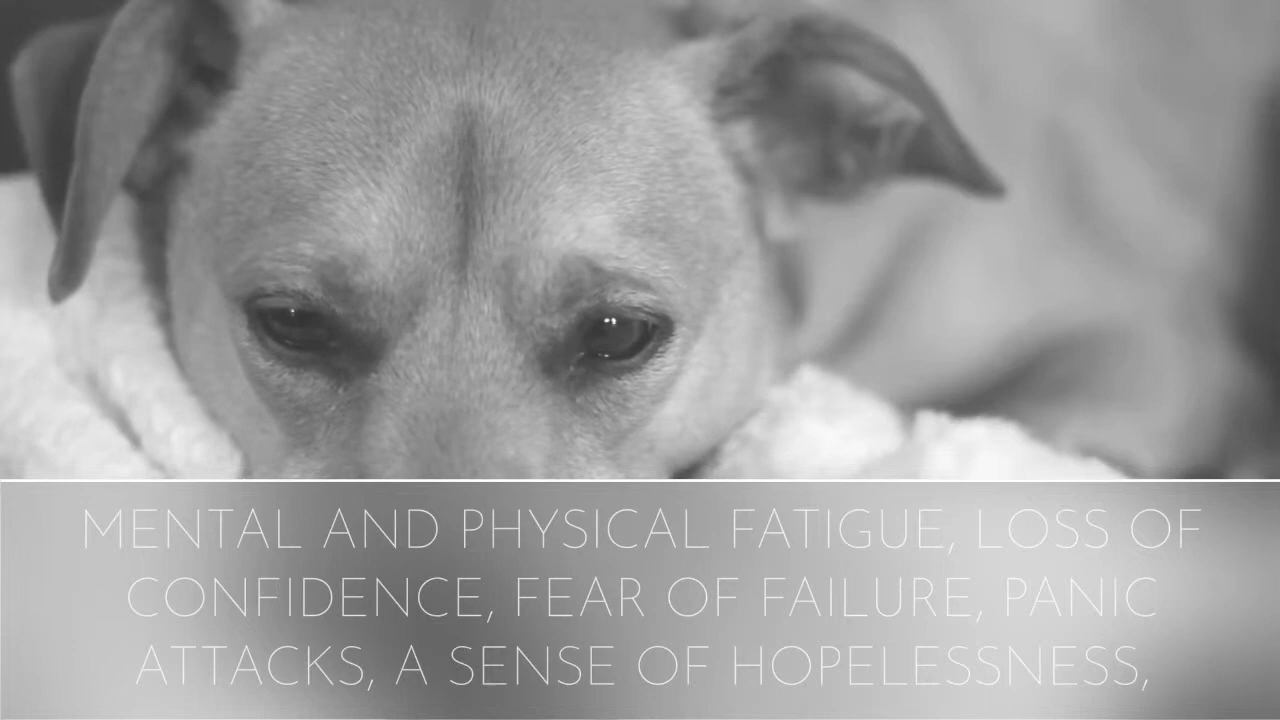 MENTAL AND PHYSICAL FATIGUE, LOSS OF
CONFIDENCE, FEAR OF FAILURE, PANIC
ATTACKS, A SENSE OF HOPELESSNESS,